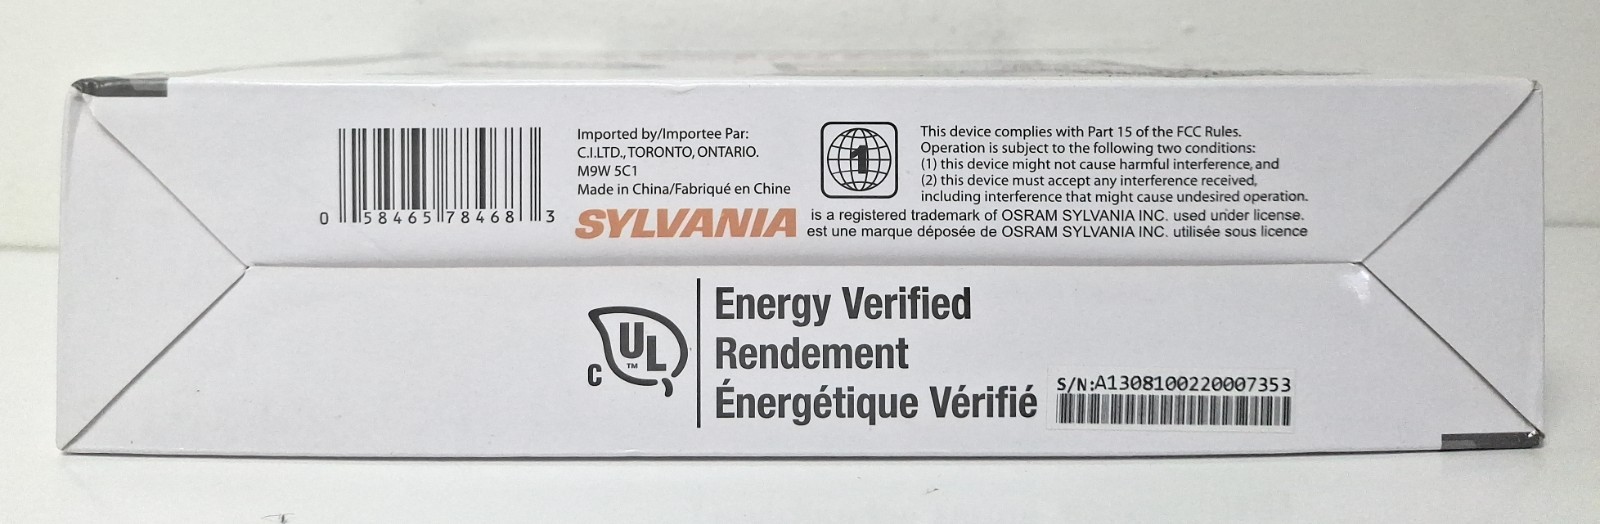 0 58465 78468 3
Imported by/Importee Par:
C.I.LTD., TORONTO, ONTARIO.
M9W 5C1
Made in China/Fabriqué en Chine
1
This device complies with Part 15 of the FCC Rules.
Operation is subject to the following two conditions:
(1) this device might not cause harmful interference, and
(2) this device must accept any interference received,
including interference that might cause undesired operation.
SYLVANIA is a registered trademark of OSRAM SYLVANIA INC. used under license.
est une marque déposée de OSRAM SYLVANIA INC. utilisée sous licence
C UL ™
Energy Verified
Rendement
Énergétique Vérifié
S/N:A1308100220007353